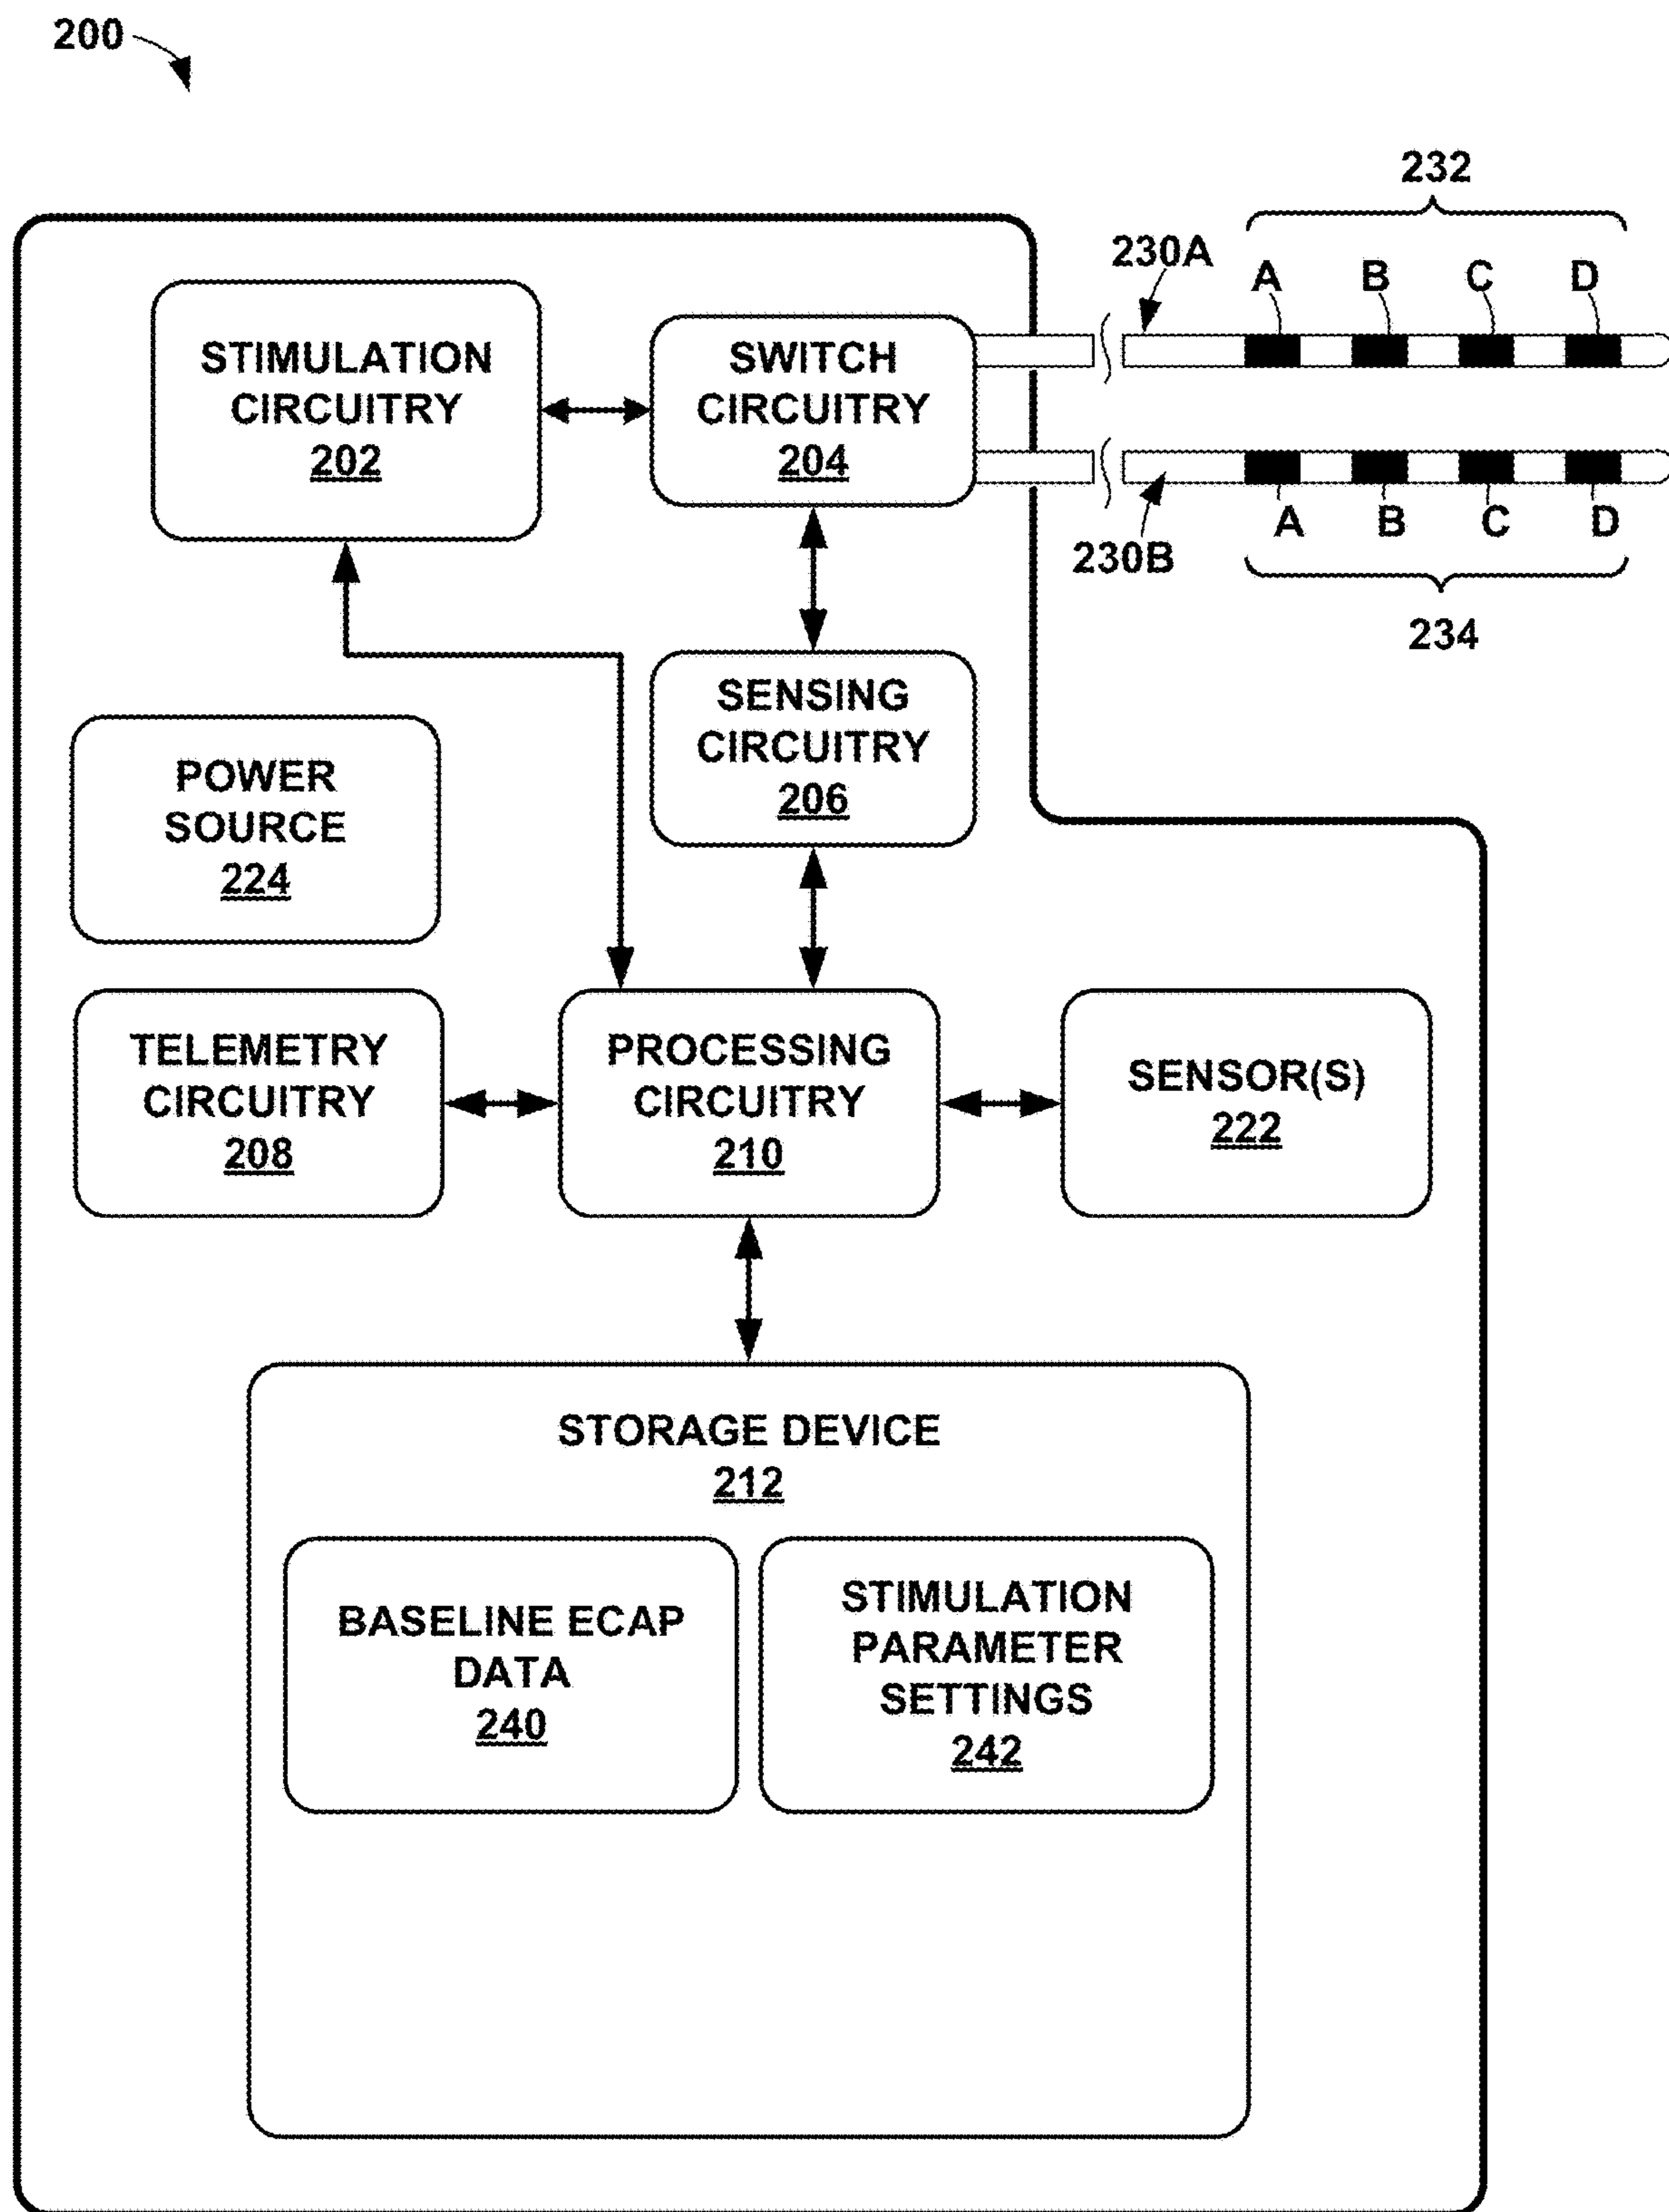 200
232
230A
A B C D
STIMULATION
CIRCUITRY
202
SWITCH
CIRCUITRY
204
A B C D
230B
234
SENSING
CIRCUITRY
206
POWER
SOURCE
224
TELEMETRY
CIRCUITRY
208
PROCESSING
CIRCUITRY
210
SENSOR(S)
222
STORAGE DEVICE
212
BASELINE ECAP
DATA
240
STIMULATION
PARAMETER
SETTINGS
242